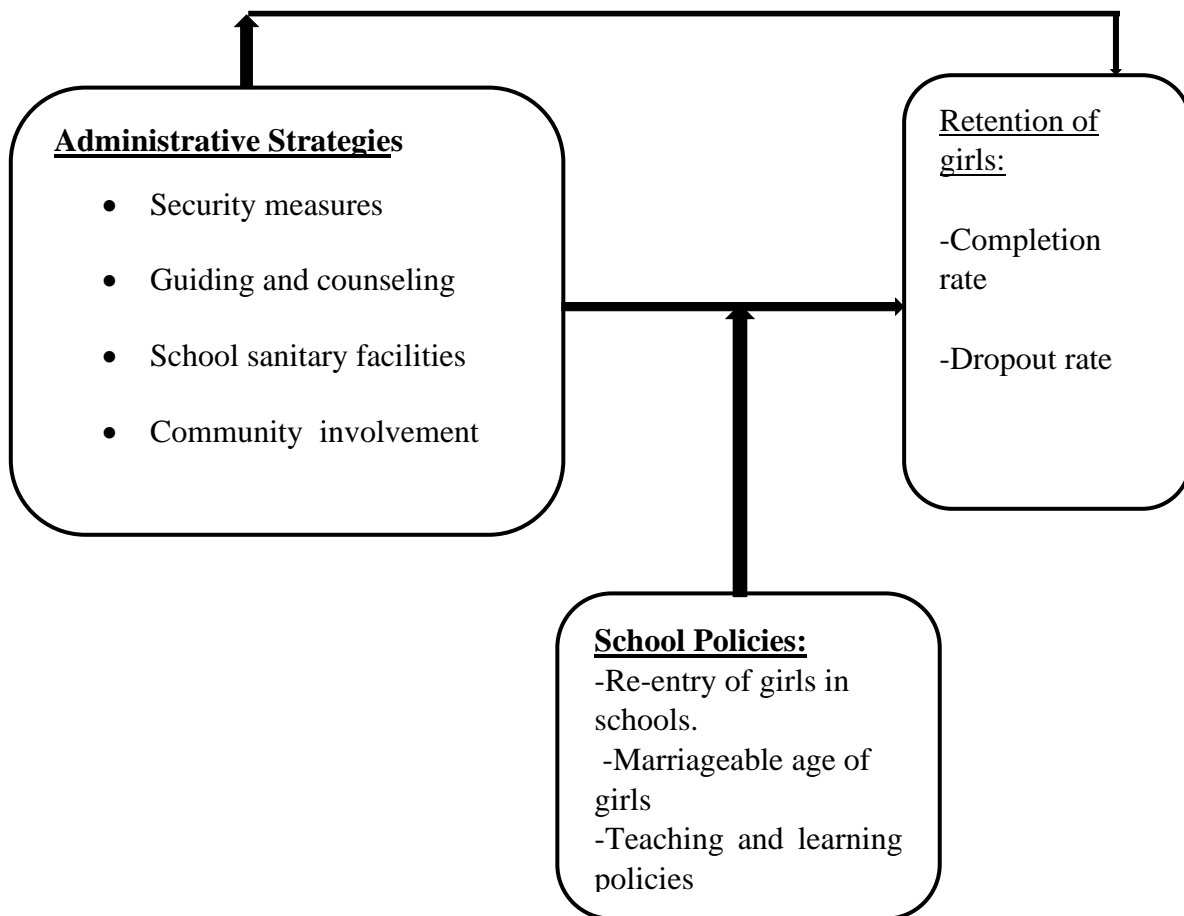 Administrative Strategies
• Security measures
• Guiding and counseling
• School sanitary facilities
• Community involvement
Retention of
girls:
-Completion
rate
-Dropout rate
School Policies:
-Re-entry of girls in
schools.
-Marriageable age of
girls
-Teaching and learning
policies